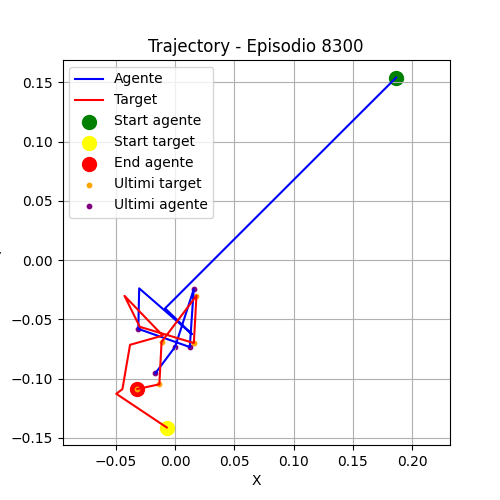 Trajectory - Episodio 8300
Agente
Target
Start agente
Start target
End agente
Ultimi target
Ultimi agente
0.15
0.10
0.05
0.00
−0.05
−0.10
−0.15
−0.05
0.00
0.05
0.10
0.15
0.20
X